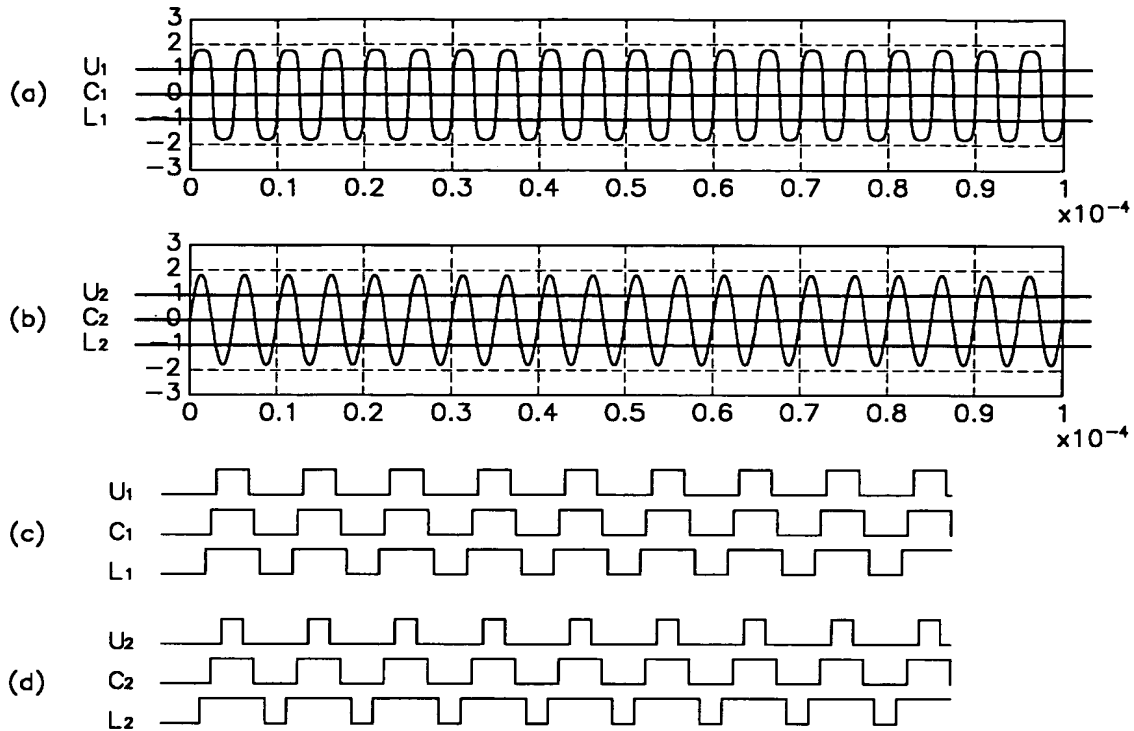 (a)
3
2
U1 1
C1 0
L1 −1
−2
−3
0 0.1 0.2 0.3 0.4 0.5 0.6 0.7 0.8 0.9 1
x10−4
(b)
3
2
U2 1
C2 0
L2 −1
−2
−3
0 0.1 0.2 0.3 0.4 0.5 0.6 0.7 0.8 0.9 1
x10−4
(c)
U1
C1
L1
(d)
U2
C2
L2